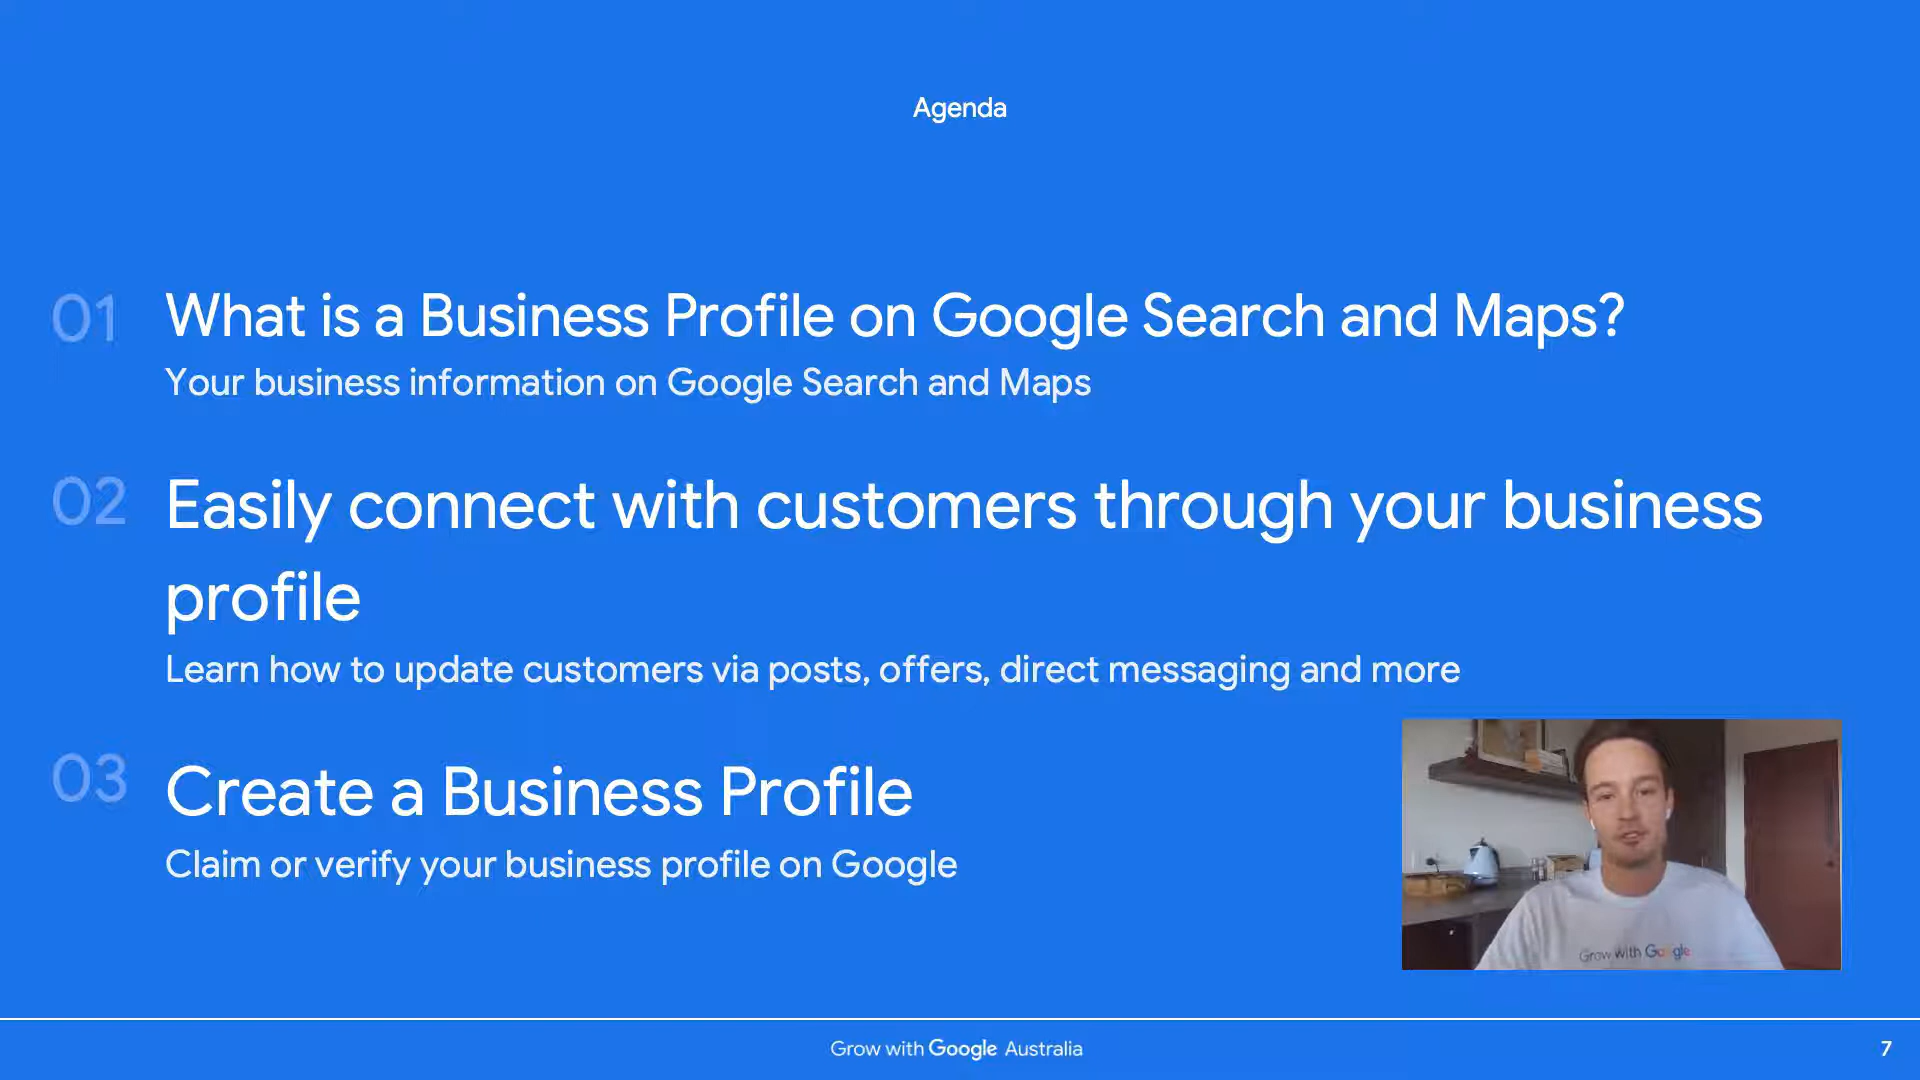 Agenda
01 What is a Business Profile on Google Search and Maps?
Your business information on Google Search and Maps
02 Easily connect with customers through your business
profile
Learn how to update customers via posts, offers, direct messaging and more
03 Create a Business Profile
Claim or verify your business profile on Google
Grow with Google
Grow with Google Australia
7